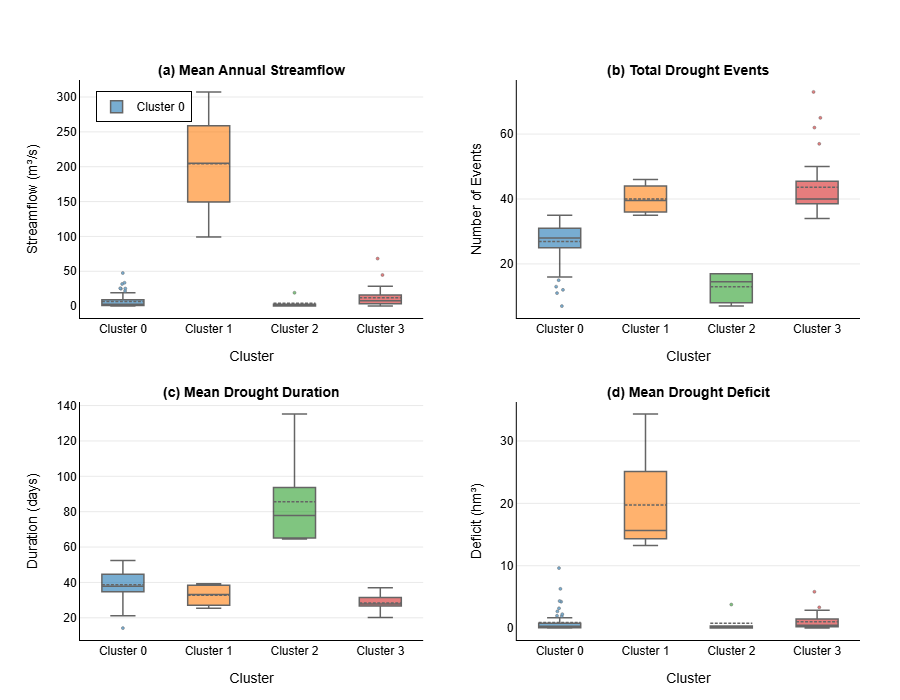 (a) Mean Annual Streamflow
Streamflow (m³/s)
300
250
200
150
100
50
0
Cluster 0
Cluster 0
Cluster 1
Cluster 2
Cluster 3
Cluster
(b) Total Drought Events
Number of Events
60
40
20
Cluster 0
Cluster 1
Cluster 2
Cluster 3
Cluster
(c) Mean Drought Duration
Duration (days)
140
120
100
80
60
40
20
Cluster 0
Cluster 1
Cluster 2
Cluster 3
Cluster
(d) Mean Drought Deficit
Deficit (hm³)
30
20
10
0
Cluster 0
Cluster 1
Cluster 2
Cluster 3
Cluster